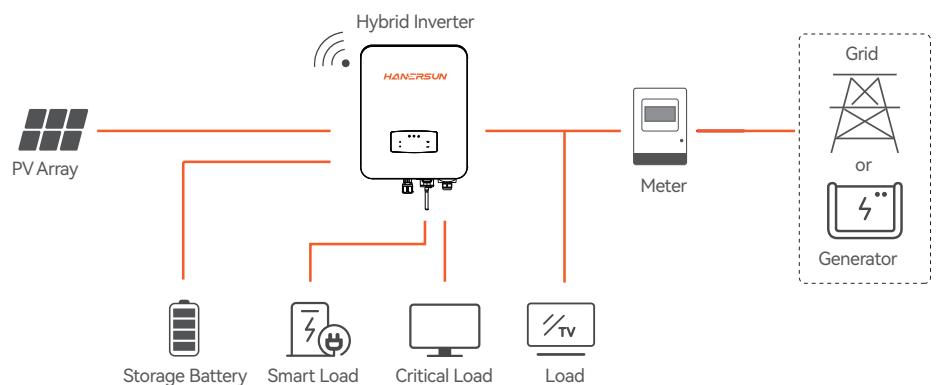 Hybrid Inverter
HANERSUN
Grid
PV Array
Meter
or
Generator
TV
Storage Battery
Smart Load
Critical Load
Load